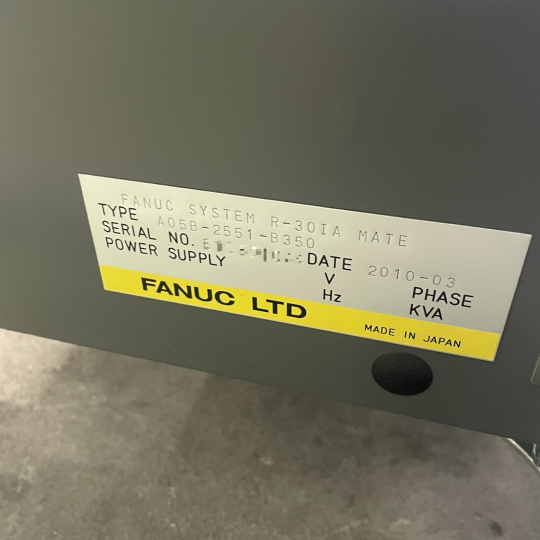 FANUC SYSTEM R-30IA MATE
TYPE A05B-2551-B350
SERIAL NO. DATE 2010-03
POWER SUPPLY V PHASE
Hz KVA
FANUC LTD
MADE IN JAPAN